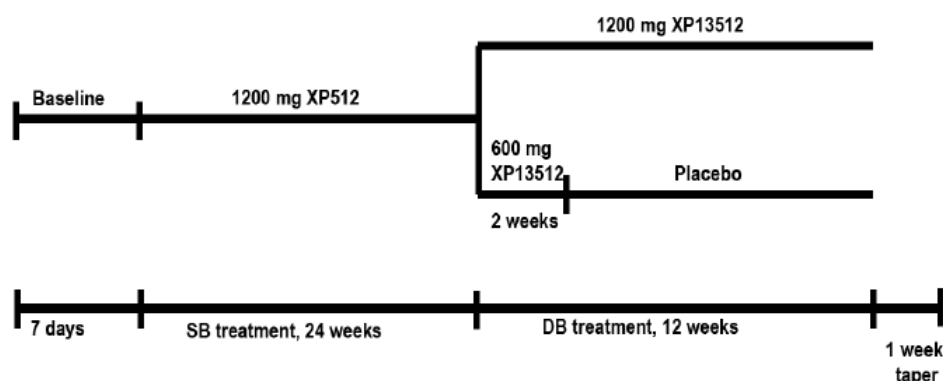 1200 mg XP13512
Baseline
1200 mg XP512
600 mg
XP13512
Placebo
2 weeks
7 days
SB treatment, 24 weeks
DB treatment, 12 weeks
1 week
taper